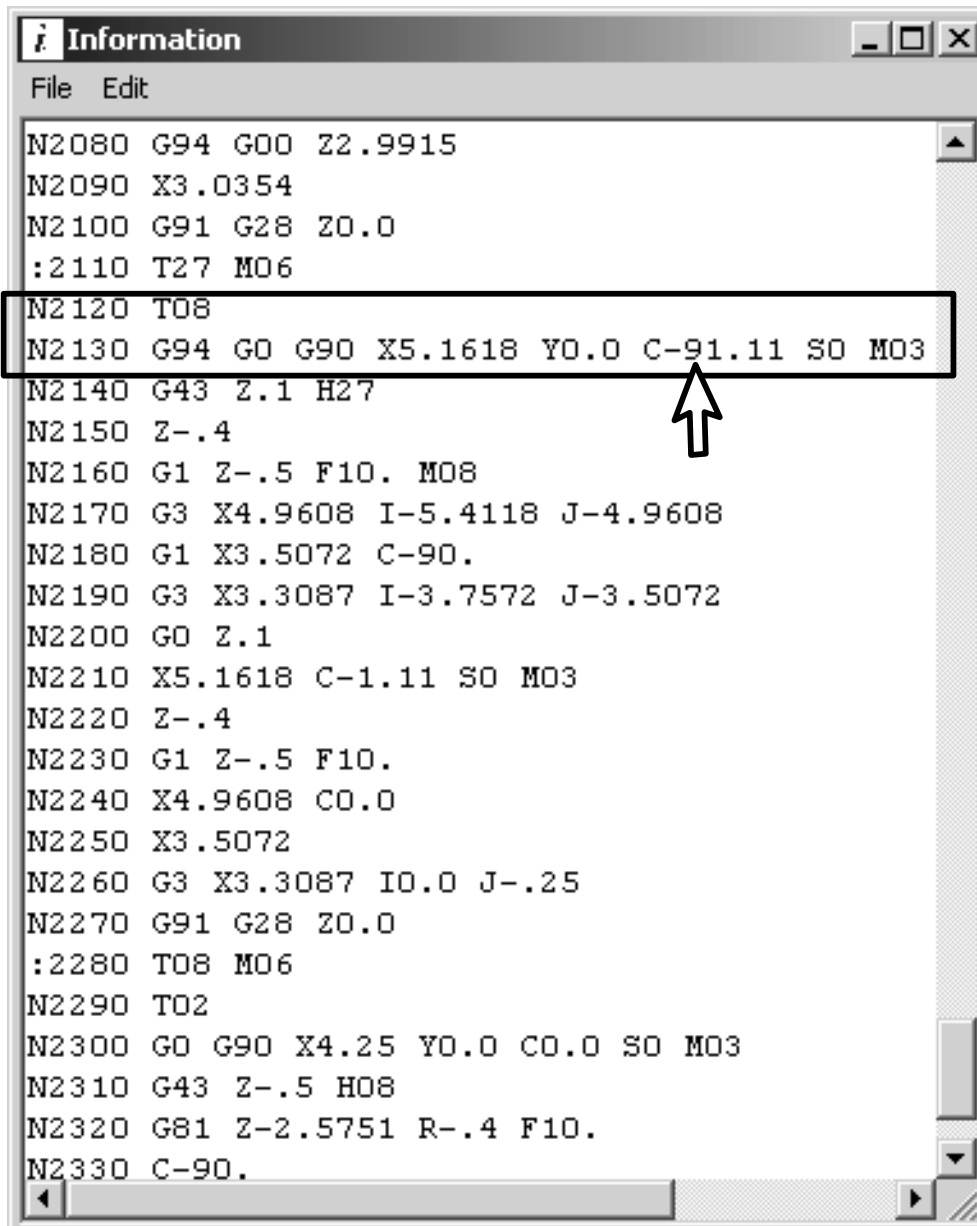 i Information
File Edit
N2080 G94 G00 Z2.9915
N2090 X3.0354
N2100 G91 G28 Z0.0
:2110 T27 M06
N2120 T08
N2130 G94 G0 G90 X5.1618 Y0.0 C-91.11 S0 M03
N2140 G43 Z.1 H27
N2150 Z-.4
N2160 G1 Z-.5 F10. M08
N2170 G3 X4.9608 I-5.4118 J-4.9608
N2180 G1 X3.5072 C-90.
N2190 G3 X3.3087 I-3.7572 J-3.5072
N2200 G0 Z.1
N2210 X5.1618 C-1.11 S0 M03
N2220 Z-.4
N2230 G1 Z-.5 F10.
N2240 X4.9608 C0.0
N2250 X3.5072
N2260 G3 X3.3087 I0.0 J-.25
N2270 G91 G28 Z0.0
:2280 T08 M06
N2290 T02
N2300 G0 G90 X4.25 Y0.0 C0.0 S0 M03
N2310 G43 Z-.5 H08
N2320 G81 Z-2.5751 R-.4 F10.
N2330 C-90.